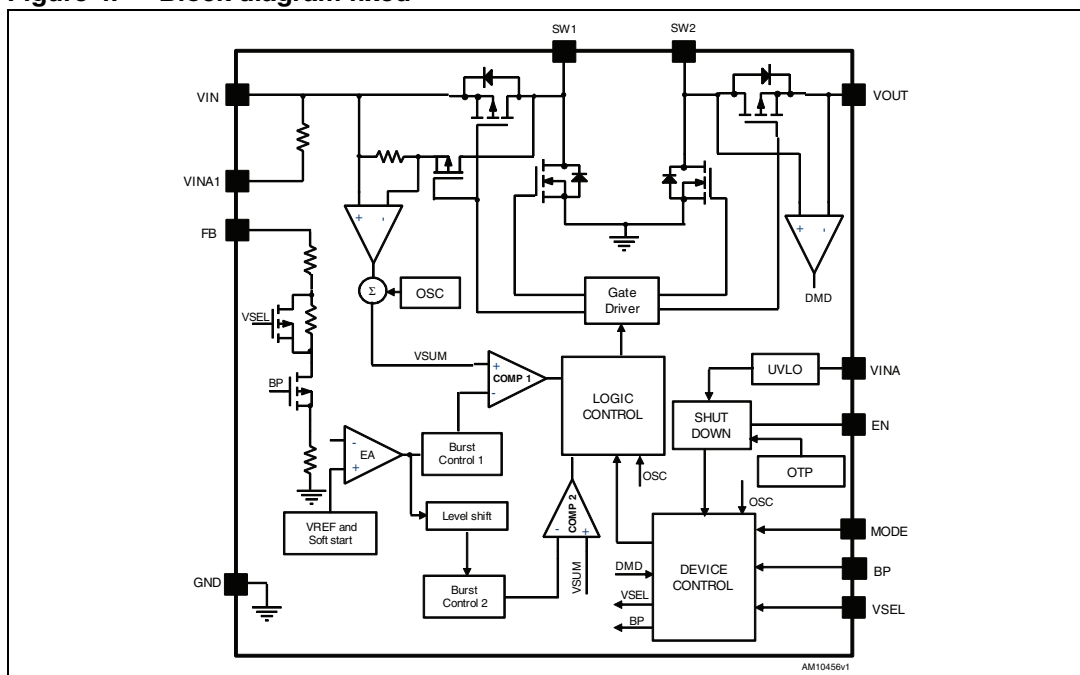 Figure 4. Block diagram fixed
SW1
SW2
VIN
VOUT
VINA1
FB
+ -
+ -
DMD
Σ
OSC
Gate
Driver
VSEL
VSUM
BP
+
COMP 1
-
LOGIC
CONTROL
UVLO
VINA
SHUT
DOWN
EN
OTP
-
EA
+
Burst
Control 1
OSC
OSC
VREF and
Soft start
Level shift
COMP 2
- +
VSUM
MODE
GND
Burst
Control 2
DMD
VSEL
BP
DEVICE
CONTROL
BP
VSEL
AM10456v1